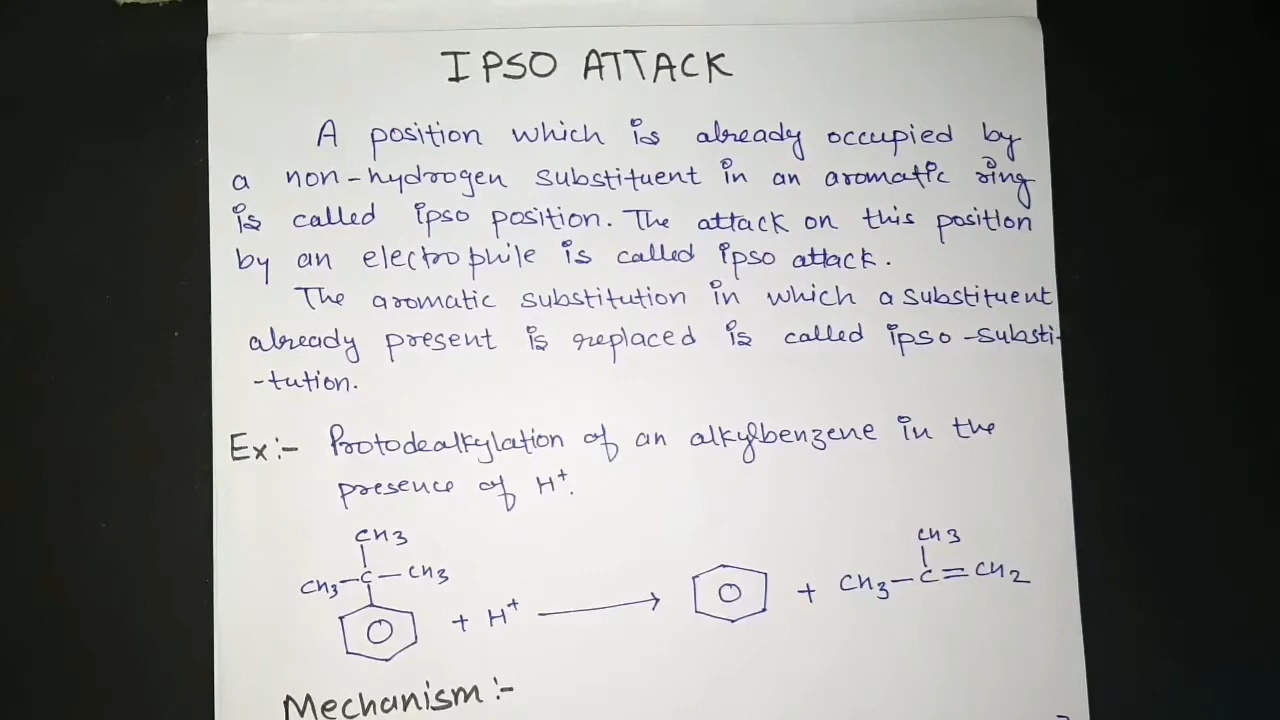 IPSO ATTACK
A position which is already occupied by
a non-hydrogen substituent in an aromatic ring
is called ipso position. The attack on this position
by an electrophile is called ipso attack.
The aromatic substitution in which a substituent
already present is replaced is called ipso-substi-
-tution.
Ex:- Protodealkylation of an alkylbenzene in the
presence of H⁺.
CH3 CH3
CH3-C-CH3 CH3-C=CH2
+ H⁺ → +
Mechanism:-